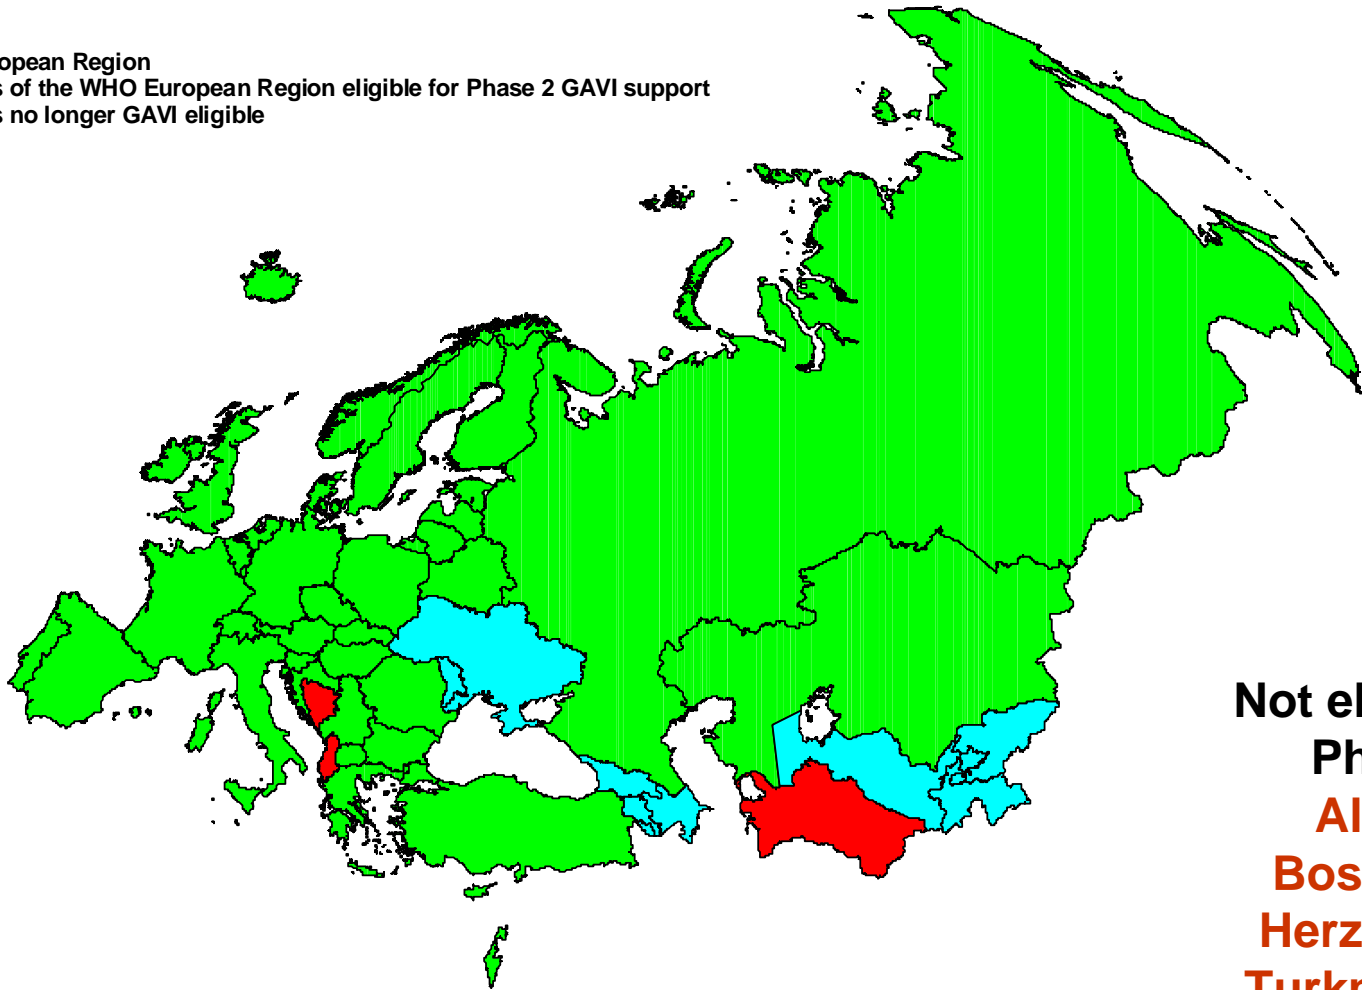 opean Region
s of the WHO European Region eligible for Phase 2 GAVI support
s no longer GAVI eligible
Not el
Ph
Al
Bos
Herz
Turkm